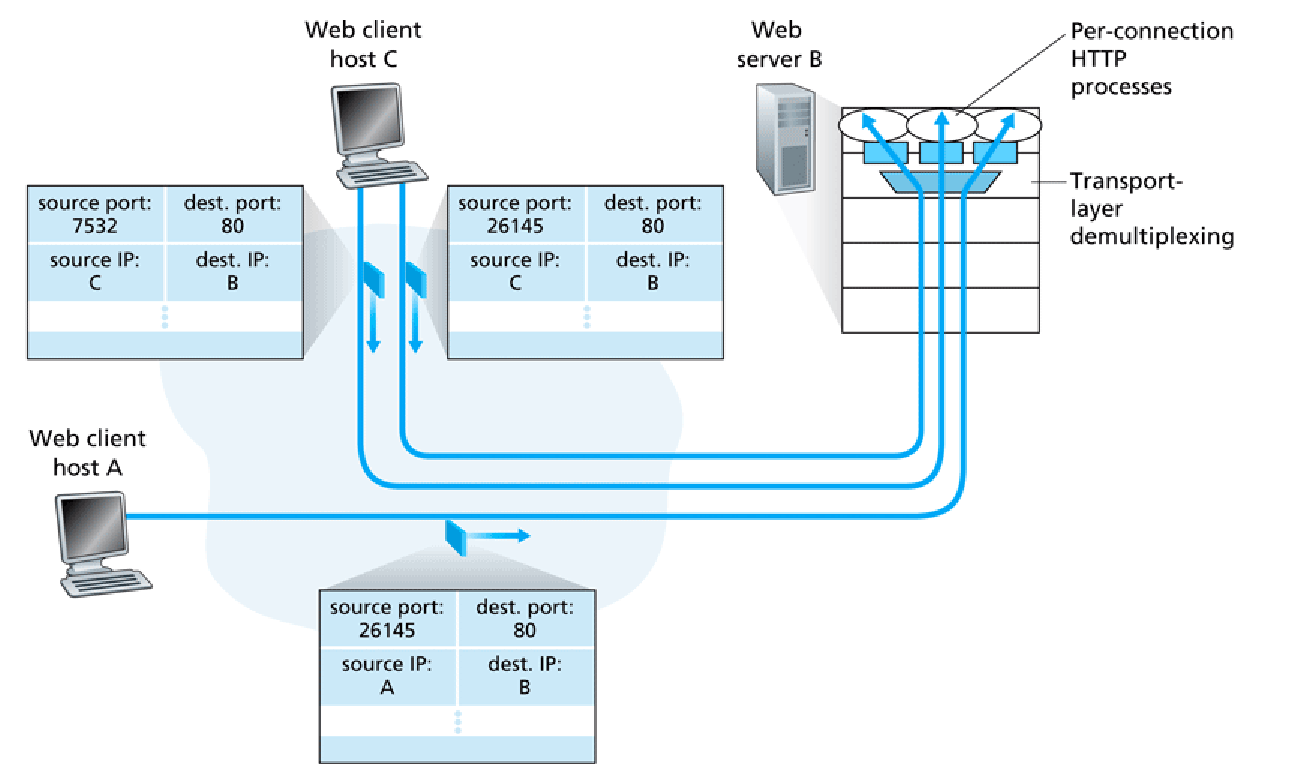 Web client
host C
Web
server B
Per-connection
HTTP
processes
Transport-
layer
demultiplexing
source port:
7532
dest. port:
80
source IP:
C
dest. IP:
B
source port:
26145
dest. port:
80
source IP:
C
dest. IP:
B
Web client
host A
source port:
26145
dest. port:
80
source IP:
A
dest. IP:
B